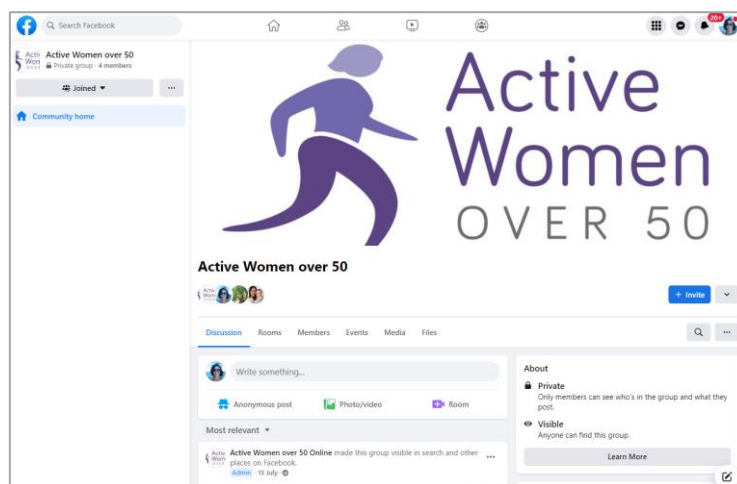 Search Facebook
20+
Active Women over 50
Private group · 4 members
Joined
Community home
Active
Women
OVER 50
Active Women over 50
+ Invite
Discussion Rooms Members Events Media Files
Write something...
Anonymous post Photo/video Room
Most relevant
Active Women over 50 Online made this group visible in search and other
places on Facebook.
Admin · 13 July ·
About
Private
Only members can see who's in the group and what they
post.
Visible
Anyone can find this group.
Learn More